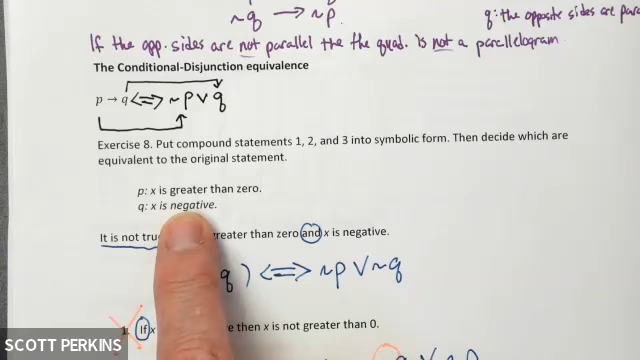 ~q → ~p.
q: the opposite sides are para
If the opp. sides are not parallel the the quad. is not a parallelogram
The Conditional-Disjunction equivalence
p → q <=> ~p ∨ q
Exercise 8. Put compound statements 1, 2, and 3 into symbolic form. Then decide which are
equivalent to the original statement.
p: x is greater than zero.
q: x is negative.
It is not tru greater than zero and x is negative.
q) <=> ~p ∨ ~q
1. If x then x is not greater than 0.
∨ ~p
SCOTT PERKINS